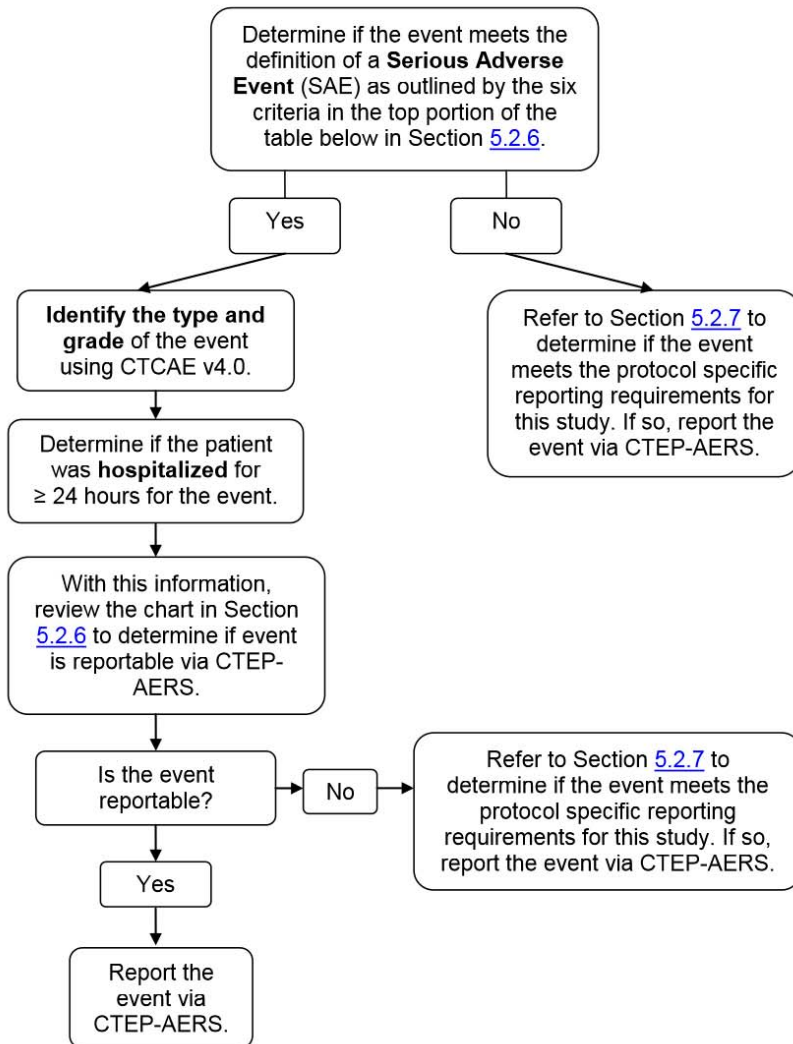 Determine if the event meets the
definition of a Serious Adverse
Event (SAE) as outlined by the six
criteria in the top portion of the
table below in Section 5.2.6.
Yes
No
Identify the type and
grade of the event
using CTCAE v4.0.
Refer to Section 5.2.7 to
determine if the event
meets the protocol specific
reporting requirements for
this study. If so, report the
event via CTEP-AERS.
Determine if the patient
was hospitalized for
≥ 24 hours for the event.
With this information,
review the chart in Section
5.2.6 to determine if event
is reportable via CTEP-
AERS.
Is the event
reportable?
No
Refer to Section 5.2.7 to
determine if the event meets the
protocol specific reporting
requirements for this study. If so,
report the event via CTEP-AERS.
Yes
Report the
event via
CTEP-AERS.